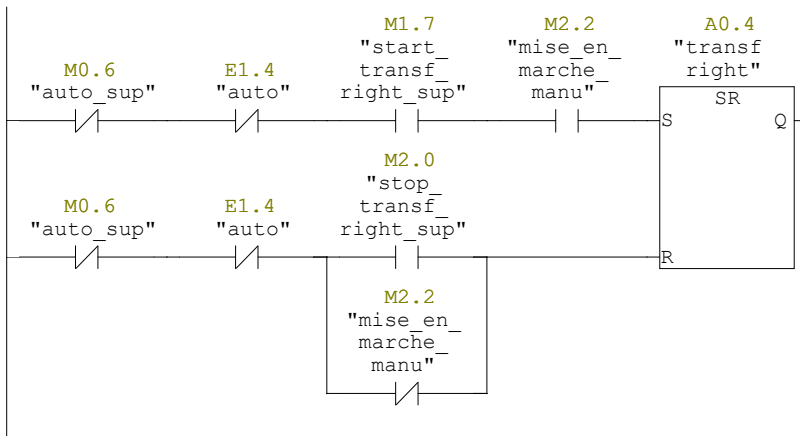 M1.7 M2.2 A0.4
"start_ "mise_en_ "transf
M0.6 E1.4 transf_ marche_ right"
"auto_sup" "auto" right_sup" manu" SR
S Q
M2.0
"stop_
M0.6 E1.4 transf_
"auto_sup" "auto" right_sup"
R
M2.2
"mise_en_
marche_
manu"